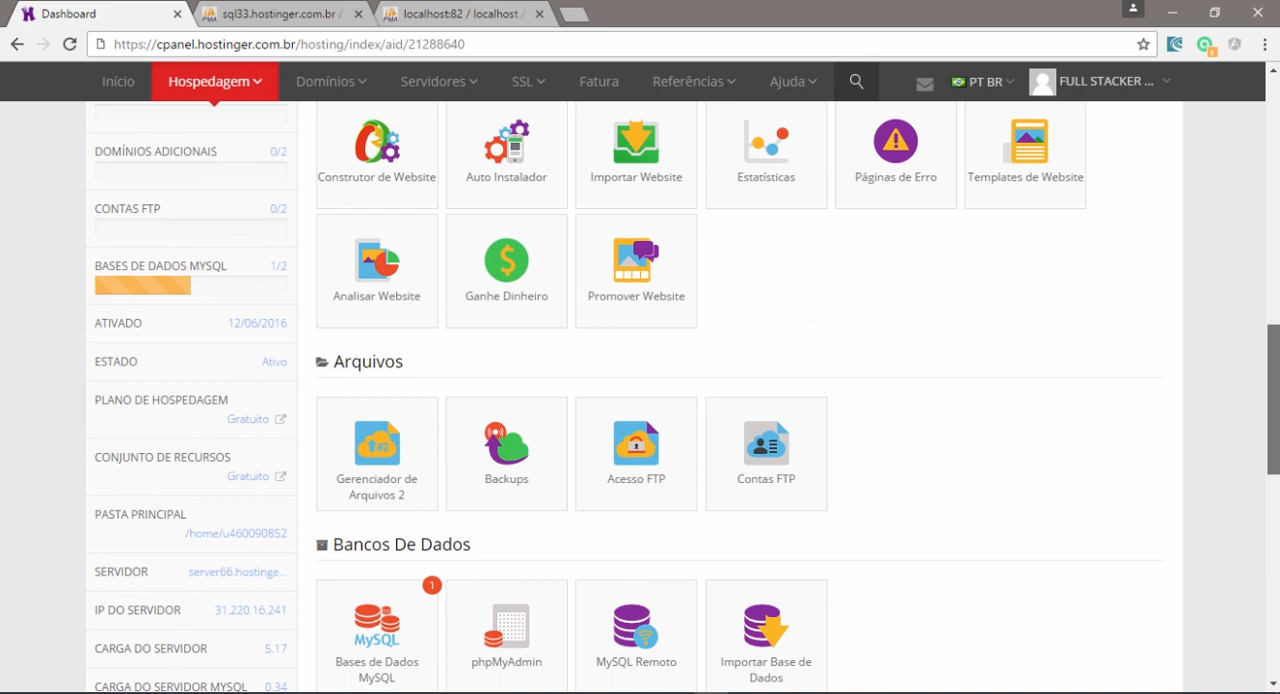 Dashboard
sql33.hostinger.com.br /
localhost:82 / localhost /
https://cpanel.hostinger.com.br/hosting/index/aid/21288640
Início
Hospedagem
Domínios
Servidores
SSL
Fatura
Referências
Ajuda
PT BR
FULL STACKER ...
DOMÍNIOS ADICIONAIS 0/2
CONTAS FTP 0/2
BASES DE DADOS MYSQL 1/2
ATIVADO 12/06/2016
ESTADO Ativo
PLANO DE HOSPEDAGEM
Gratuito
CONJUNTO DE RECURSOS
Gratuito
PASTA PRINCIPAL
/home/u460090852
SERVIDOR server66.hostinge...
IP DO SERVIDOR 31.220.16.241
CARGA DO SERVIDOR 5.17
CARGA DO SERVIDOR MYSQL 0.34
Construtor de Website
Auto Instalador
Importar Website
Estatísticas
Páginas de Erro
Templates de Website
Analisar Website
Ganhe Dinheiro
Promover Website
Arquivos
Gerenciador de
Arquivos 2
Backups
Acesso FTP
Contas FTP
Bancos De Dados
1
MySQL
Bases de Dados
MySQL
phpMyAdmin
MySQL Remoto
Importar Base de
Dados